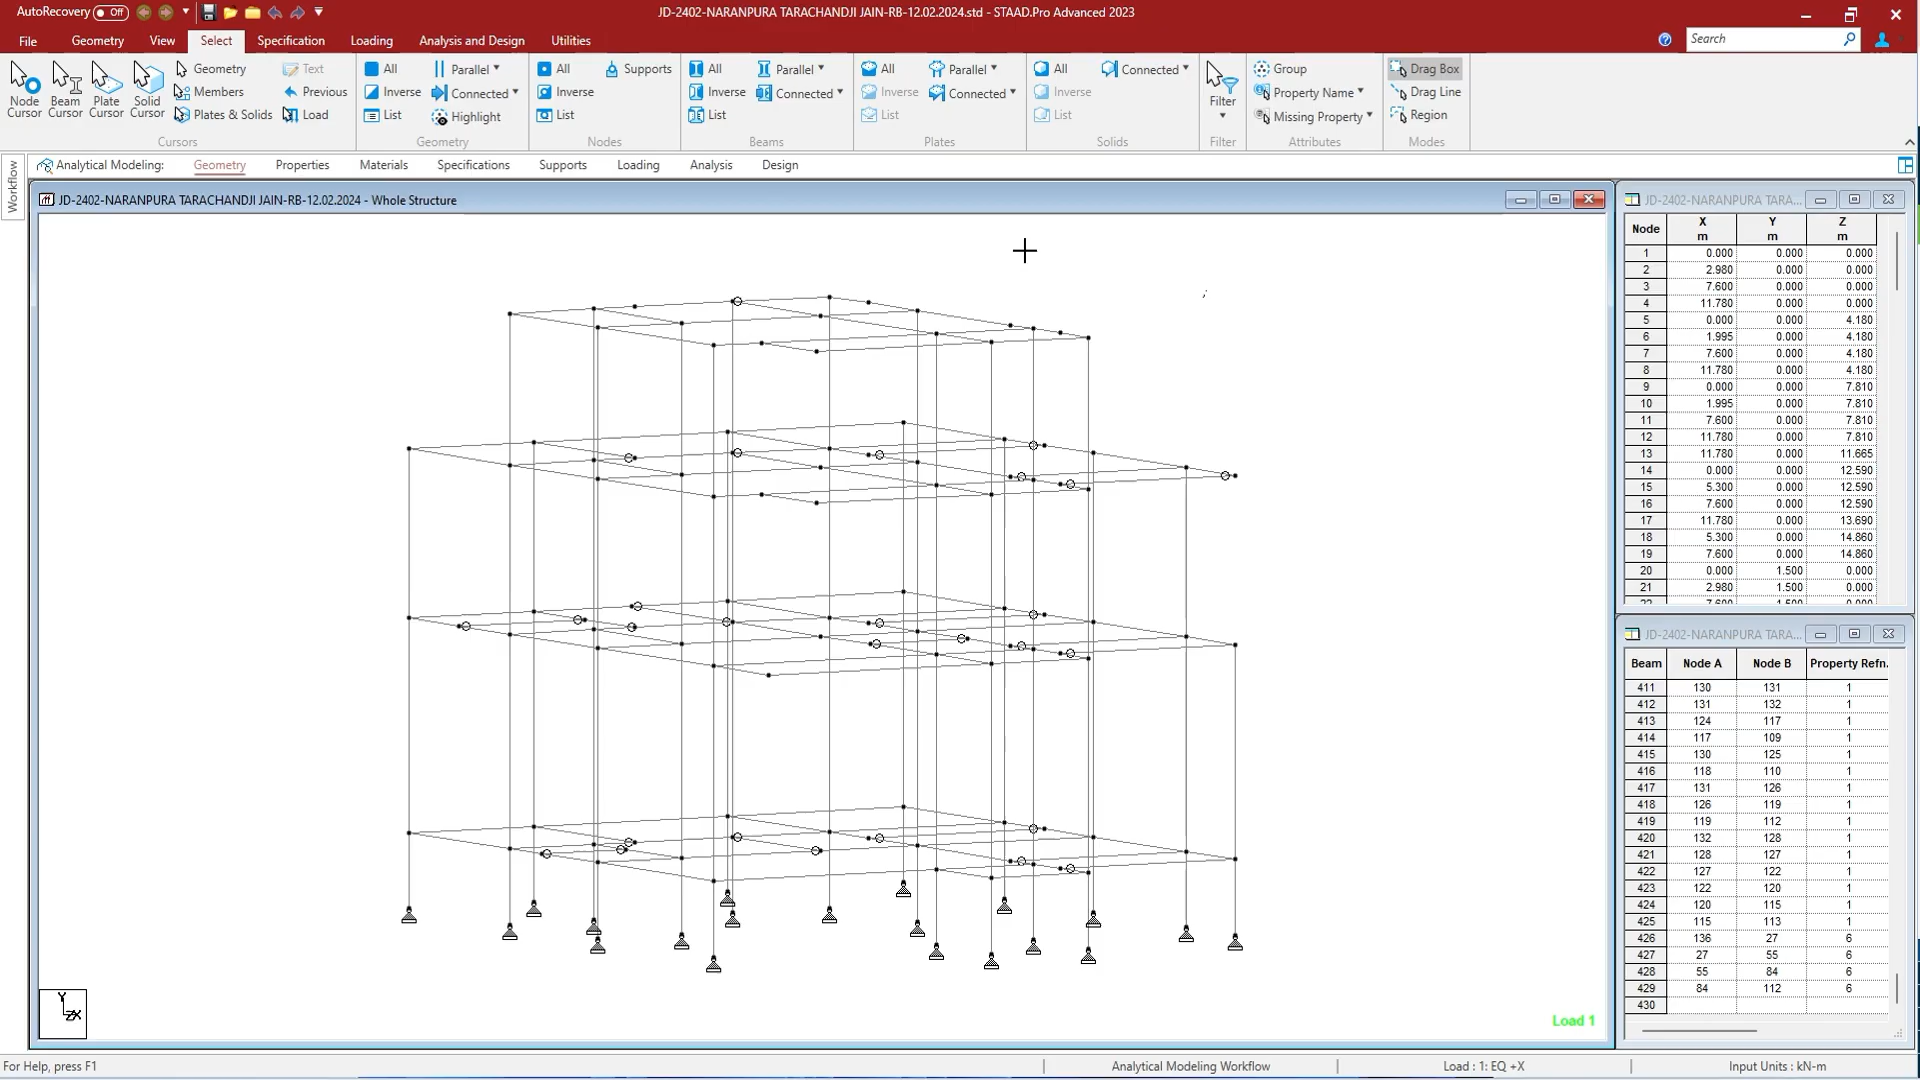 AutoRecovery Off
JD-2402-NARANPURA TARACHANDJI JAIN-RB-12.02.2024.std - STAAD.Pro Advanced 2023
File Geometry View Select Specification Loading Analysis and Design Utilities Search
Node Cursor
Beam Cursor
Plate Cursor
Solid Cursor
Geometry
Members
Plates & Solids
Text
Previous
Load
Cursors
All
Inverse
List
Parallel
Connected
Highlight
Geometry
All
Inverse
List
Supports
Nodes
All
Inverse
List
Parallel
Connected
Beams
All
Inverse
List
Parallel
Connected
Plates
All
Inverse
List
Connected
Solids
Filter
Filter
Group
Property Name
Missing Property
Attributes
Drag Box
Drag Line
Region
Modes
Workflow
Analytical Modeling: Geometry Properties Materials Specifications Supports Loading Analysis Design
JD-2402-NARANPURA TARACHANDJI JAIN-RB-12.02.2024 - Whole Structure
Y
ZX
Load 1
JD-2402-NARANPURA TARA...
Node X m Y m Z m
1 0.000 0.000 0.000
2 2.980 0.000 0.000
3 7.600 0.000 0.000
4 11.780 0.000 0.000
5 0.000 0.000 4.180
6 1.995 0.000 4.180
7 7.600 0.000 4.180
8 11.780 0.000 4.180
9 0.000 0.000 7.810
10 1.995 0.000 7.810
11 7.600 0.000 7.810
12 11.780 0.000 7.810
13 11.780 0.000 11.665
14 0.000 0.000 12.590
15 5.300 0.000 12.590
16 7.600 0.000 12.590
17 11.780 0.000 13.690
18 5.300 0.000 14.860
19 7.600 0.000 14.860
20 0.000 1.500 0.000
21 2.980 1.500 0.000
JD-2402-NARANPURA TARA...
Beam Node A Node B Property Refn.
411 130 131 1
412 131 132 1
413 124 117 1
414 117 109 1
415 130 125 1
416 118 110 1
417 131 126 1
418 126 119 1
419 119 112 1
420 132 128 1
421 128 127 1
422 127 122 1
423 122 120 1
424 120 115 1
425 115 113 1
426 136 27 6
427 27 55 6
428 55 84 6
429 84 112 6
430
For Help, press F1
Analytical Modeling Workflow
Load : 1: EQ +X
Input Units : kN-m